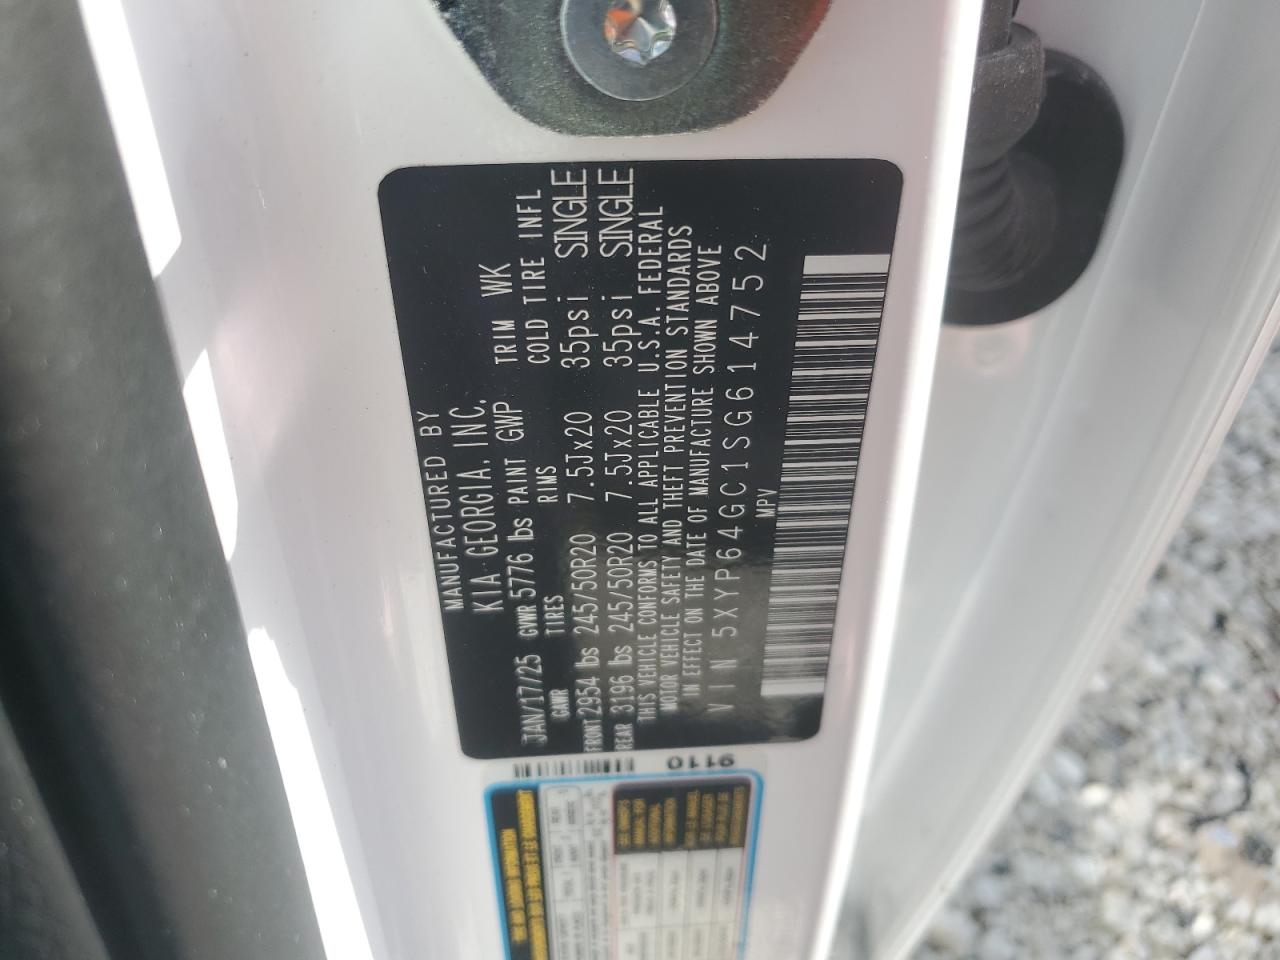 MANUFACTURED BY
KIA GEORGIA, INC.
JAN/17/25 GVWR 5776 lbs PAINT GWP TRIM WK
GAWR TIRES RIMS COLD TIRE INFL
FRONT 2954 lbs 245/50R20 7.5Jx20 35psi SINGLE
REAR 3196 lbs 245/50R20 7.5Jx20 35psi SINGLE
THIS VEHICLE CONFORMS TO ALL APPLICABLE U.S.A. FEDERAL
MOTOR VEHICLE SAFETY AND THEFT PREVENTION STANDARDS
IN EFFECT ON THE DATE OF MANUFACTURE SHOWN ABOVE
VIN 5XYP64GC1SG614752
MPV
9110